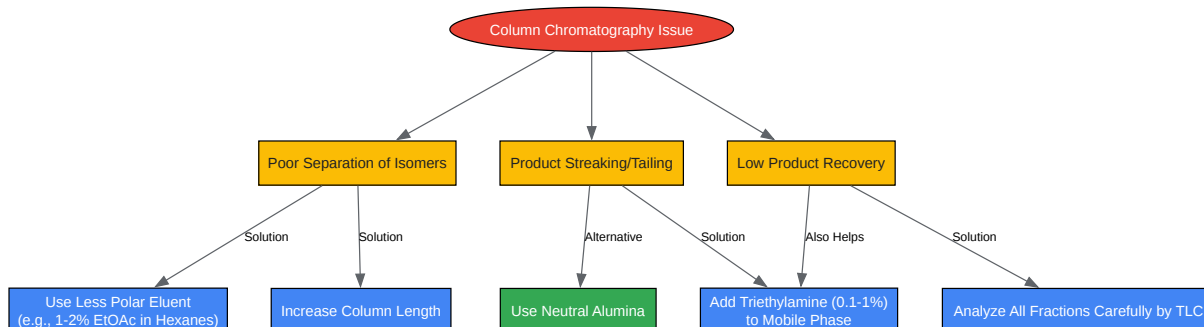 Column Chromatography Issue
Poor Separation of Isomers
Product Streaking/Tailing
Low Product Recovery
Solution
Solution
Alternative
Solution
Also Helps
Solution
Use Less Polar Eluent
(e.g., 1-2% EtOAc in Hexanes)
Increase Column Length
Use Neutral Alumina
Add Triethylamine (0.1-1%)
to Mobile Phase
Analyze All Fractions Carefully by TLC